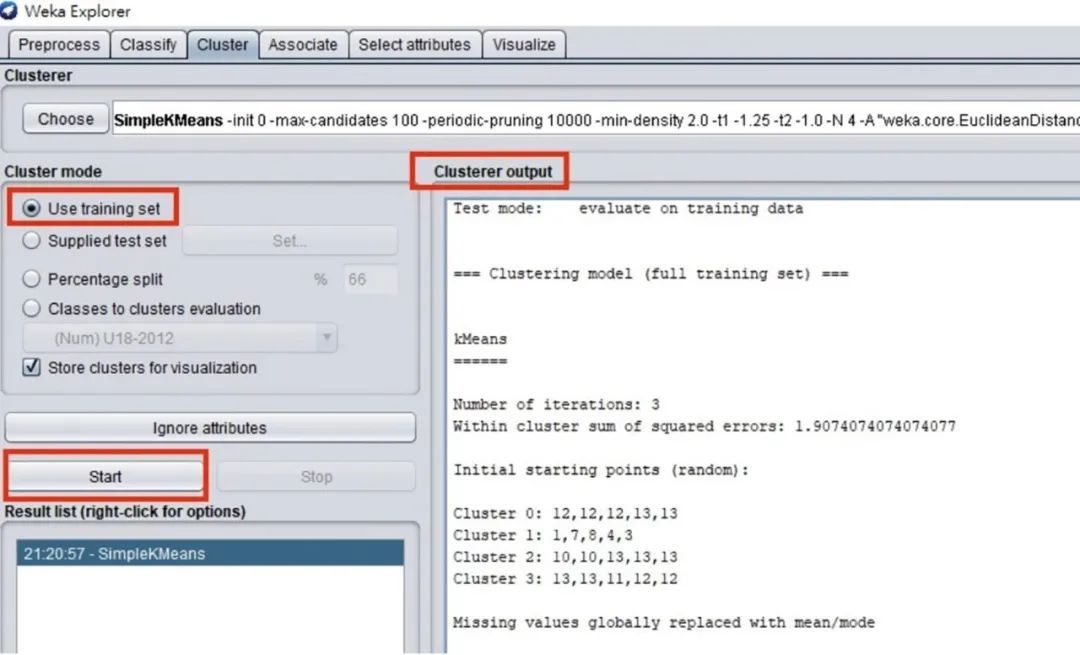 Weka Explorer
Preprocess Classify Cluster Associate Select attributes Visualize
Clusterer
Choose SimpleKMeans -init 0 -max-candidates 100 -periodic-pruning 10000 -min-density 2.0 -t1 -1.25 -t2 -1.0 -N 4 -A "weka.core.EuclideanDistanc
Cluster mode
Use training set
Supplied test set Set...
Percentage split % 66
Classes to clusters evaluation
(Num) U18-2012
Store clusters for visualization
Ignore attributes
Start Stop
Result list (right-click for options)
21:20:57 - SimpleKMeans
Clusterer output
Test mode: evaluate on training data
=== Clustering model (full training set) ===
kMeans
======
Number of iterations: 3
Within cluster sum of squared errors: 1.9074074074074077
Initial starting points (random):
Cluster 0: 12,12,12,13,13
Cluster 1: 1,7,8,4,3
Cluster 2: 10,10,13,13,13
Cluster 3: 13,13,11,12,12
Missing values globally replaced with mean/mode